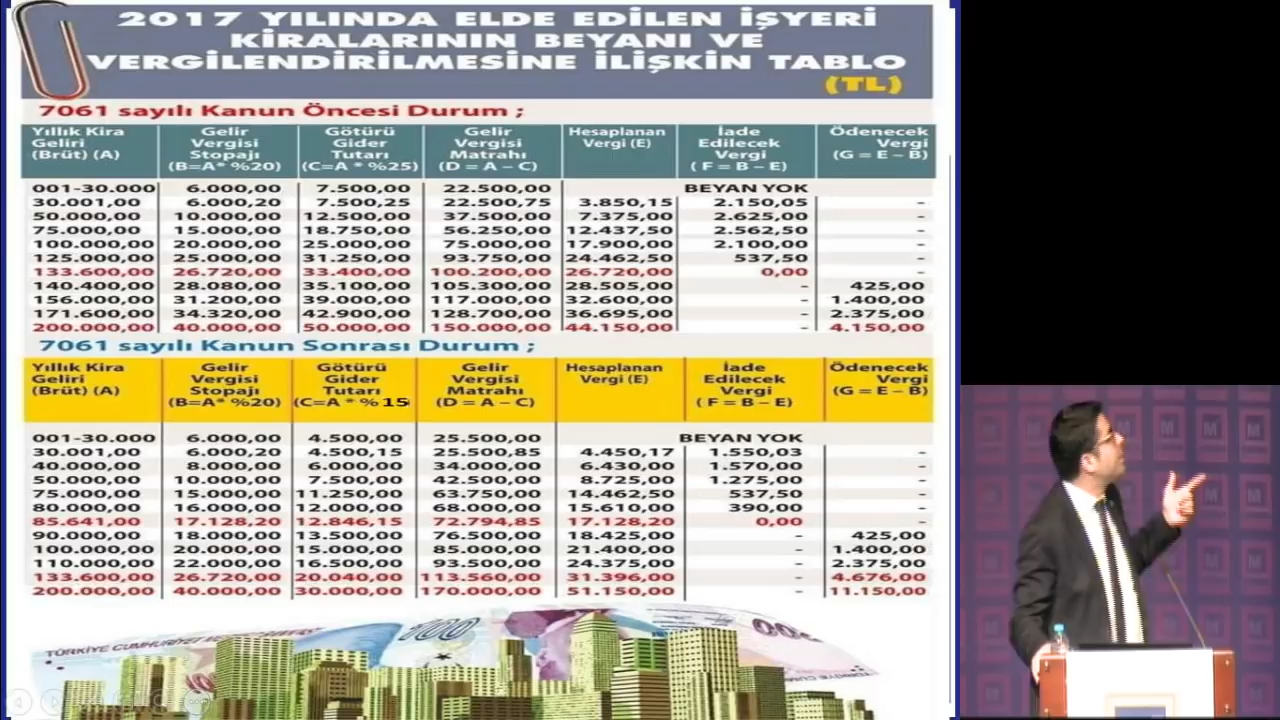 2017 YILINDA ELDE EDİLEN İŞYERİ
KİRALARININ BEYANI VE
VERGİLENDİRİLMESİNE İLİŞKİN TABLO
(TL)
7061 sayılı Kanun Öncesi Durum ;
Yıllık Kira Geliri (Brüt) (A) Gelir Vergisi Stopajı (B=A* %20) Götürü Gider Tutarı (C=A * %25) Gelir Vergisi Matrahı (D = A – C) Hesaplanan Vergi (E) İade Edilecek Vergi ( F = B – E) Ödenecek Vergi (G = E – B)
001-30.000 6.000,00 7.500,00 22.500,00 BEYAN YOK
30.001,00 6.000,20 7.500,25 22.500,75 3.850,15 2.150,05 -
50.000,00 10.000,00 12.500,00 37.500,00 7.375,00 2.625,00 -
75.000,00 15.000,00 18.750,00 56.250,00 12.437,50 2.562,50 -
100.000,00 20.000,00 25.000,00 75.000,00 17.900,00 2.100,00 -
125.000,00 25.000,00 31.250,00 93.750,00 24.462,50 537,50 -
133.600,00 26.720,00 33.400,00 100.200,00 26.720,00 0,00 -
140.400,00 28.080,00 35.100,00 105.300,00 28.505,00 - 425,00
156.000,00 31.200,00 39.000,00 117.000,00 32.600,00 - 1.400,00
171.600,00 34.320,00 42.900,00 128.700,00 36.695,00 - 2.375,00
200.000,00 40.000,00 50.000,00 150.000,00 44.150,00 - 4.150,00
7061 sayılı Kanun Sonrası Durum ;
Yıllık Kira Geliri (Brüt) (A) Gelir Vergisi Stopajı (B=A* %20) Götürü Gider Tutarı (C=A * %15 Gelir Vergisi Matrahı (D = A – C) Hesaplanan Vergi (E) İade Edilecek Vergi ( F = B – E) Ödenecek Vergi (G = E – B)
001-30.000 6.000,00 4.500,00 25.500,00 BEYAN YOK
30.001,00 6.000,20 4.500,15 25.500,85 4.450,17 1.550,03 -
40.000,00 8.000,00 6.000,00 34.000,00 6.430,00 1.570,00 -
50.000,00 10.000,00 7.500,00 42.500,00 8.725,00 1.275,00 -
75.000,00 15.000,00 11.250,00 63.750,00 14.462,50 537,50 -
80.000,00 16.000,00 12.000,00 68.000,00 15.610,00 390,00 -
85.641,00 17.128,20 12.846,15 72.794,85 17.128,20 0,00 -
90.000,00 18.000,00 13.500,00 76.500,00 18.425,00 - 425,00
100.000,00 20.000,00 15.000,00 85.000,00 21.400,00 - 1.400,00
110.000,00 22.000,00 16.500,00 93.500,00 24.375,00 - 2.375,00
133.600,00 26.720,00 20.040,00 113.560,00 31.396,00 - 4.676,00
200.000,00 40.000,00 30.000,00 170.000,00 51.150,00 - 11.150,00
TÜRKİYE CUMHURİYET
100